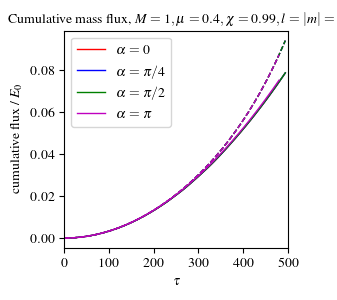 Cumulative mass flux, M = 1, μ = 0.4, χ = 0.99, l = |m| =
α = 0
α = π/4
α = π/2
α = π
cumulative flux / E₀
0.08
0.06
0.04
0.02
0.00
0 100 200 300 400 500
τ